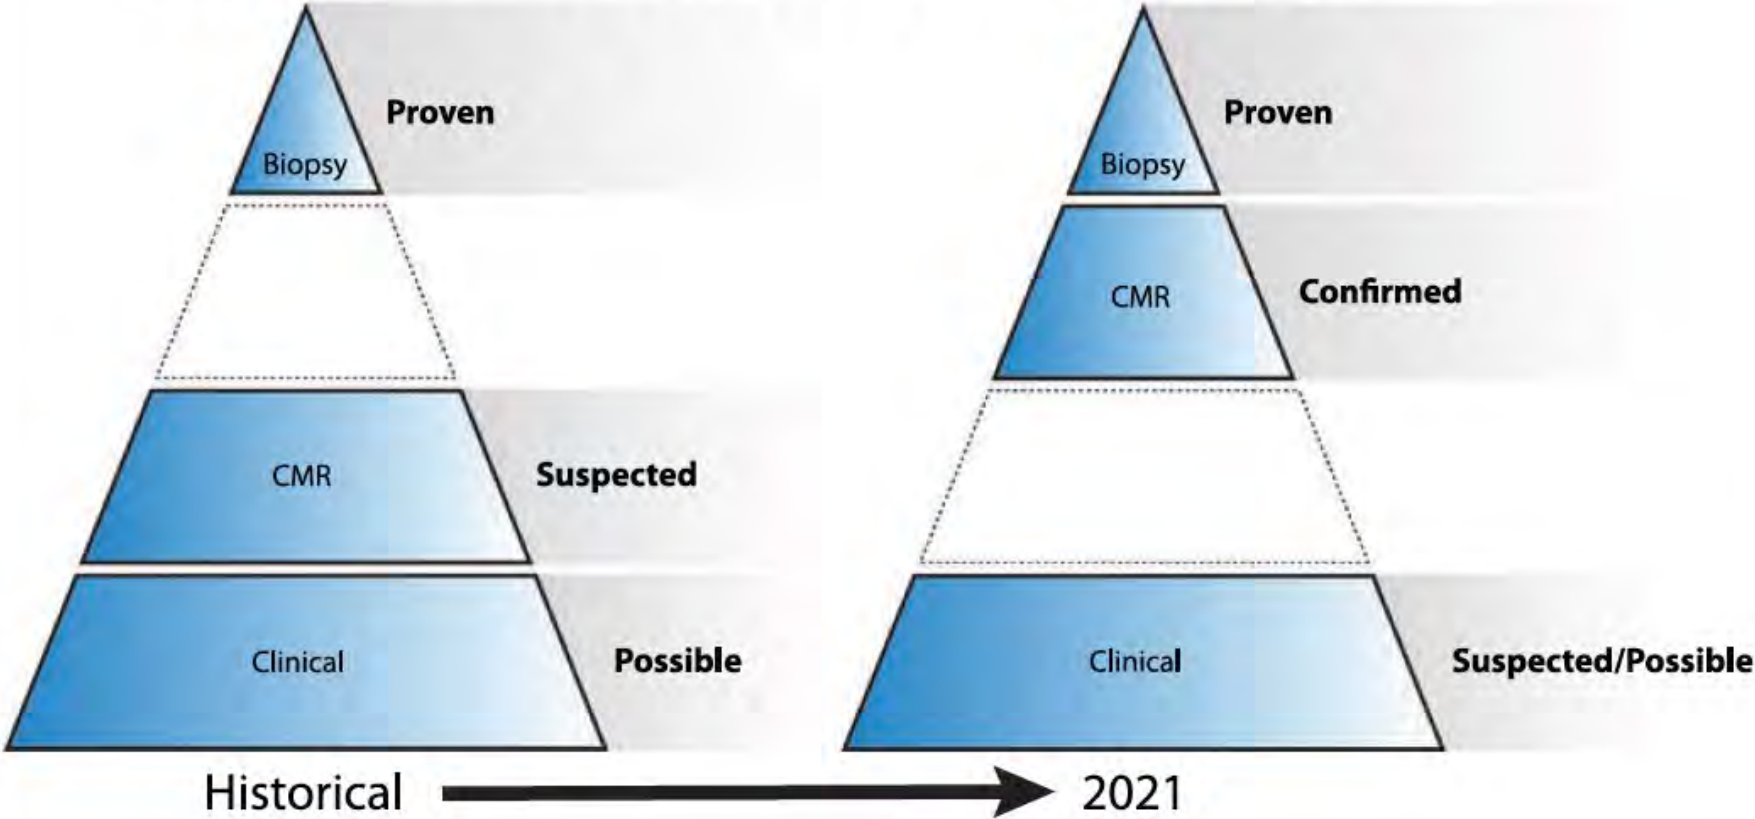 Proven
Biopsy
CMR
Suspected
Clinical
Possible
Historical
Proven
Biopsy
CMR
Confirmed
Clinical
Suspected/Possible
2021